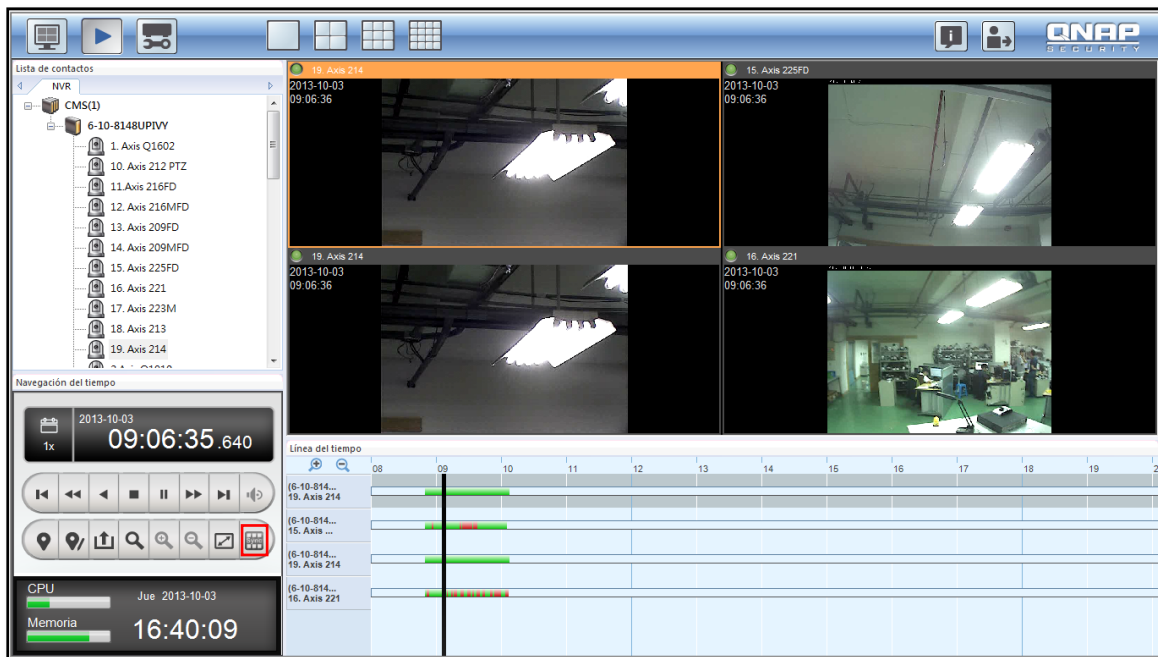 QNAP
SECURITY
Lista de contactos
NVR
CMS(1)
6-10-8148UPIVY
1. Axis Q1602
10. Axis 212 PTZ
11.Axis 216FD
12. Axis 216MFD
13. Axis 209FD
14. Axis 209MFD
15. Axis 225FD
16. Axis 221
17. Axis 223M
18. Axis 213
19. Axis 214
19. Axis 214
2013-10-03
09:06:36
15. Axis 225FD
2013-10-03
09:06:36
19. Axis 214
2013-10-03
09:06:36
16. Axis 221
2013-10-03
09:06:36
Navegación del tiempo
1x
2013-10-03
09:06:35.640
Sync
CPU
Memoria
Jue 2013-10-03
16:40:09
Línea del tiempo
08 09 10 11 12 13 14 15 16 17 18 19 2
(6-10-814...
19. Axis 214
(6-10-814...
15. Axis ...
(6-10-814...
19. Axis 214
(6-10-814...
16. Axis 221